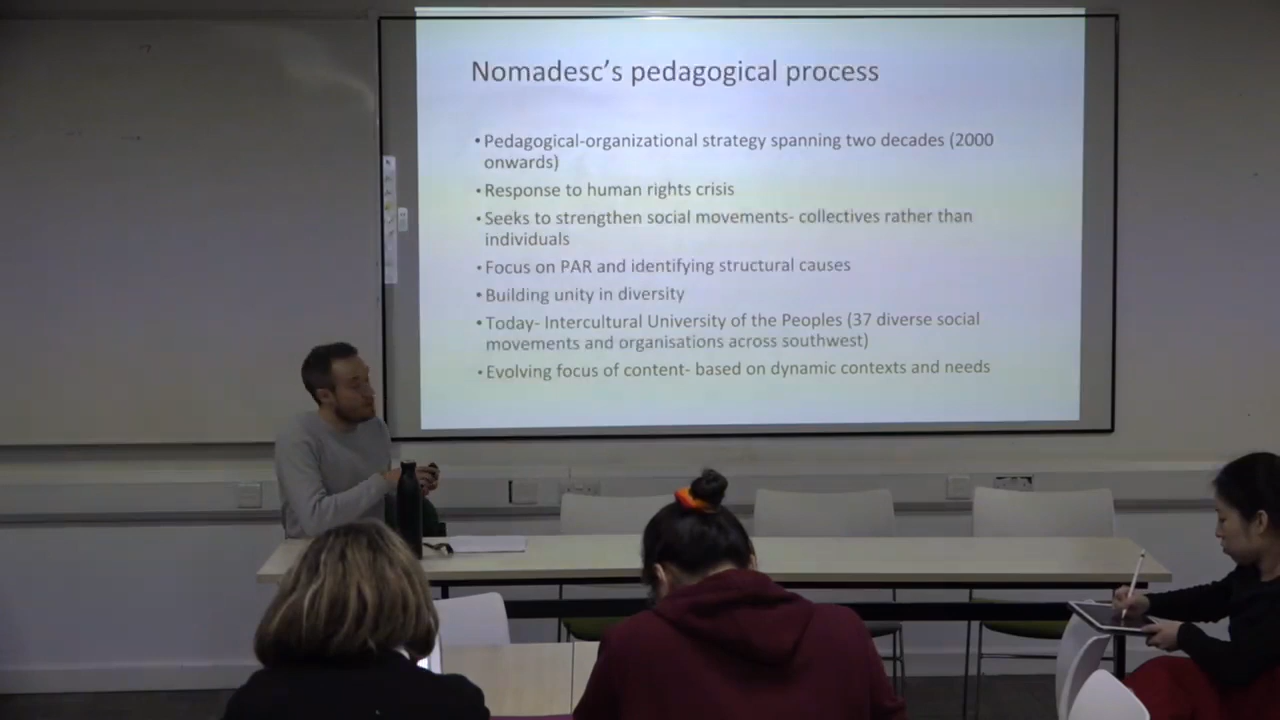 Nomadesc's pedagogical process
• Pedagogical-organizational strategy spanning two decades (2000
onwards)
• Response to human rights crisis
• Seeks to strengthen social movements- collectives rather than
individuals
• Focus on PAR and identifying structural causes
• Building unity in diversity
• Today- Intercultural University of the Peoples (37 diverse social
movements and organisations across southwest)
• Evolving focus of content- based on dynamic contexts and needs